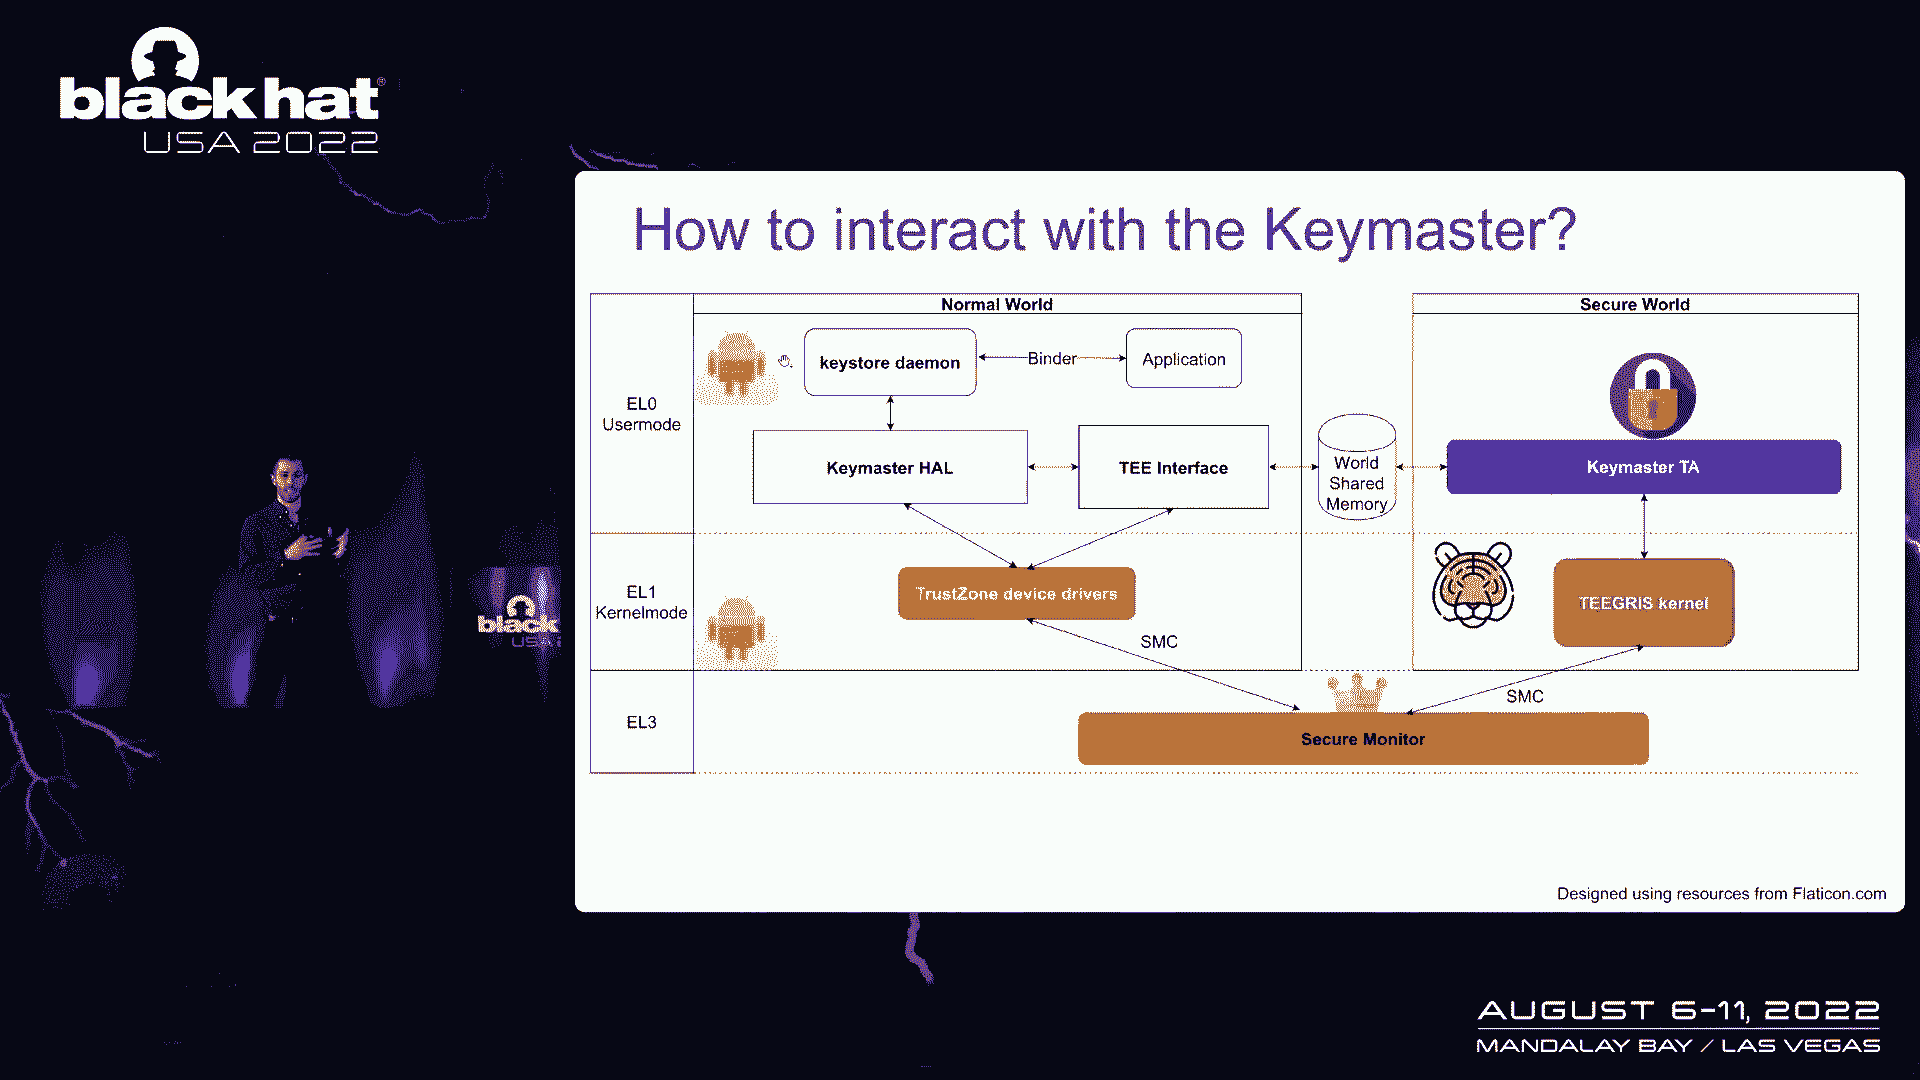 black hat®
USA 2022
How to interact with the Keymaster?
Normal World
Secure World
EL0
Usermode
keystore daemon
Binder
Application
Keymaster HAL
TEE Interface
World
Shared
Memory
Keymaster TA
EL1
Kernelmode
TrustZone device drivers
TEEGRIS kernel
SMC
SMC
EL3
Secure Monitor
Designed using resources from Flaticon.com
black
AUGUST 6-11, 2022
MANDALAY BAY / LAS VEGAS